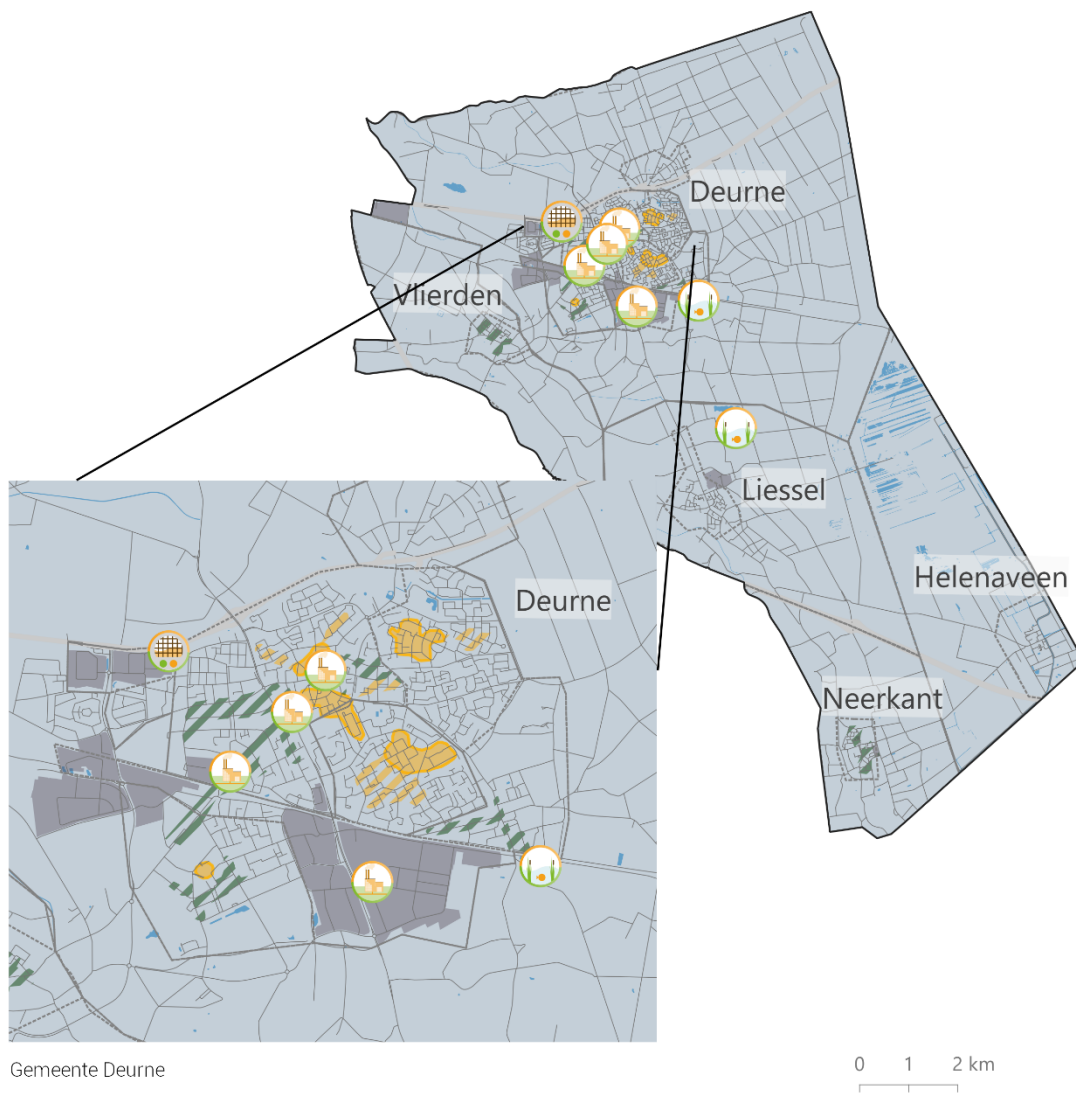 Deurne
Vlierden
Liessel
Helenaveen
Neerkant
Deurne
Gemeente Deurne
0 1 2 km